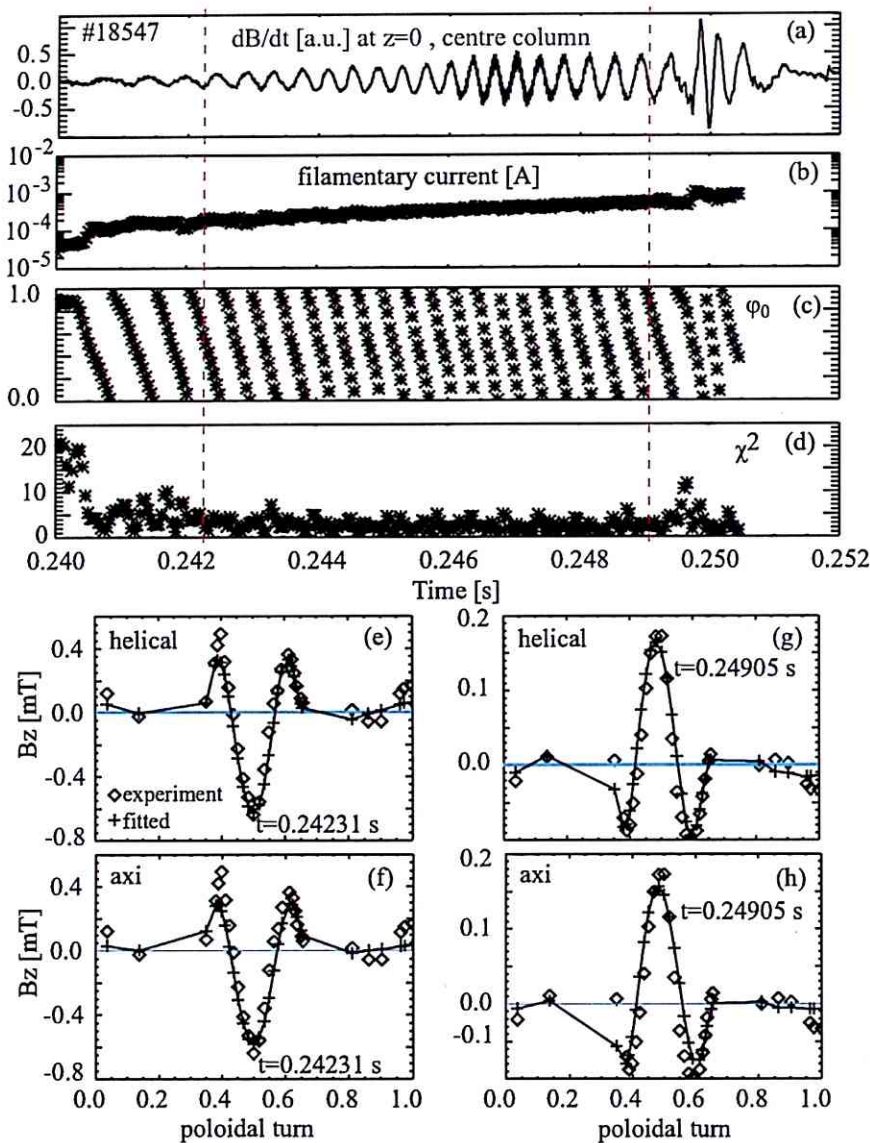 #18547
dB/dt [a.u.] at z=0 , centre column
(a)
0.5
0.0
-0.5
10-2
filamentary current [A]
(b)
10-3
10-4
10-5
1.0
φ0
(c)
0.0
χ2
(d)
20
10
0
0.240 0.242 0.244 0.246 0.248 0.250 0.252
Time [s]
helical
(e)
0.4
0.0
-0.4
-0.8
Bz [mT]
◇experiment
+fitted
t=0.24231 s
0.2
helical
(g)
t=0.24905 s
0.1
0.0
axi
(f)
0.4
0.0
-0.4
-0.8
Bz [mT]
t=0.24231 s
0.0 0.2 0.4 0.6 0.8 1.0
poloidal turn
axi
(h)
0.2
t=0.24905 s
0.1
0.0
-0.1
0.0 0.2 0.4 0.6 0.8 1.0
poloidal turn